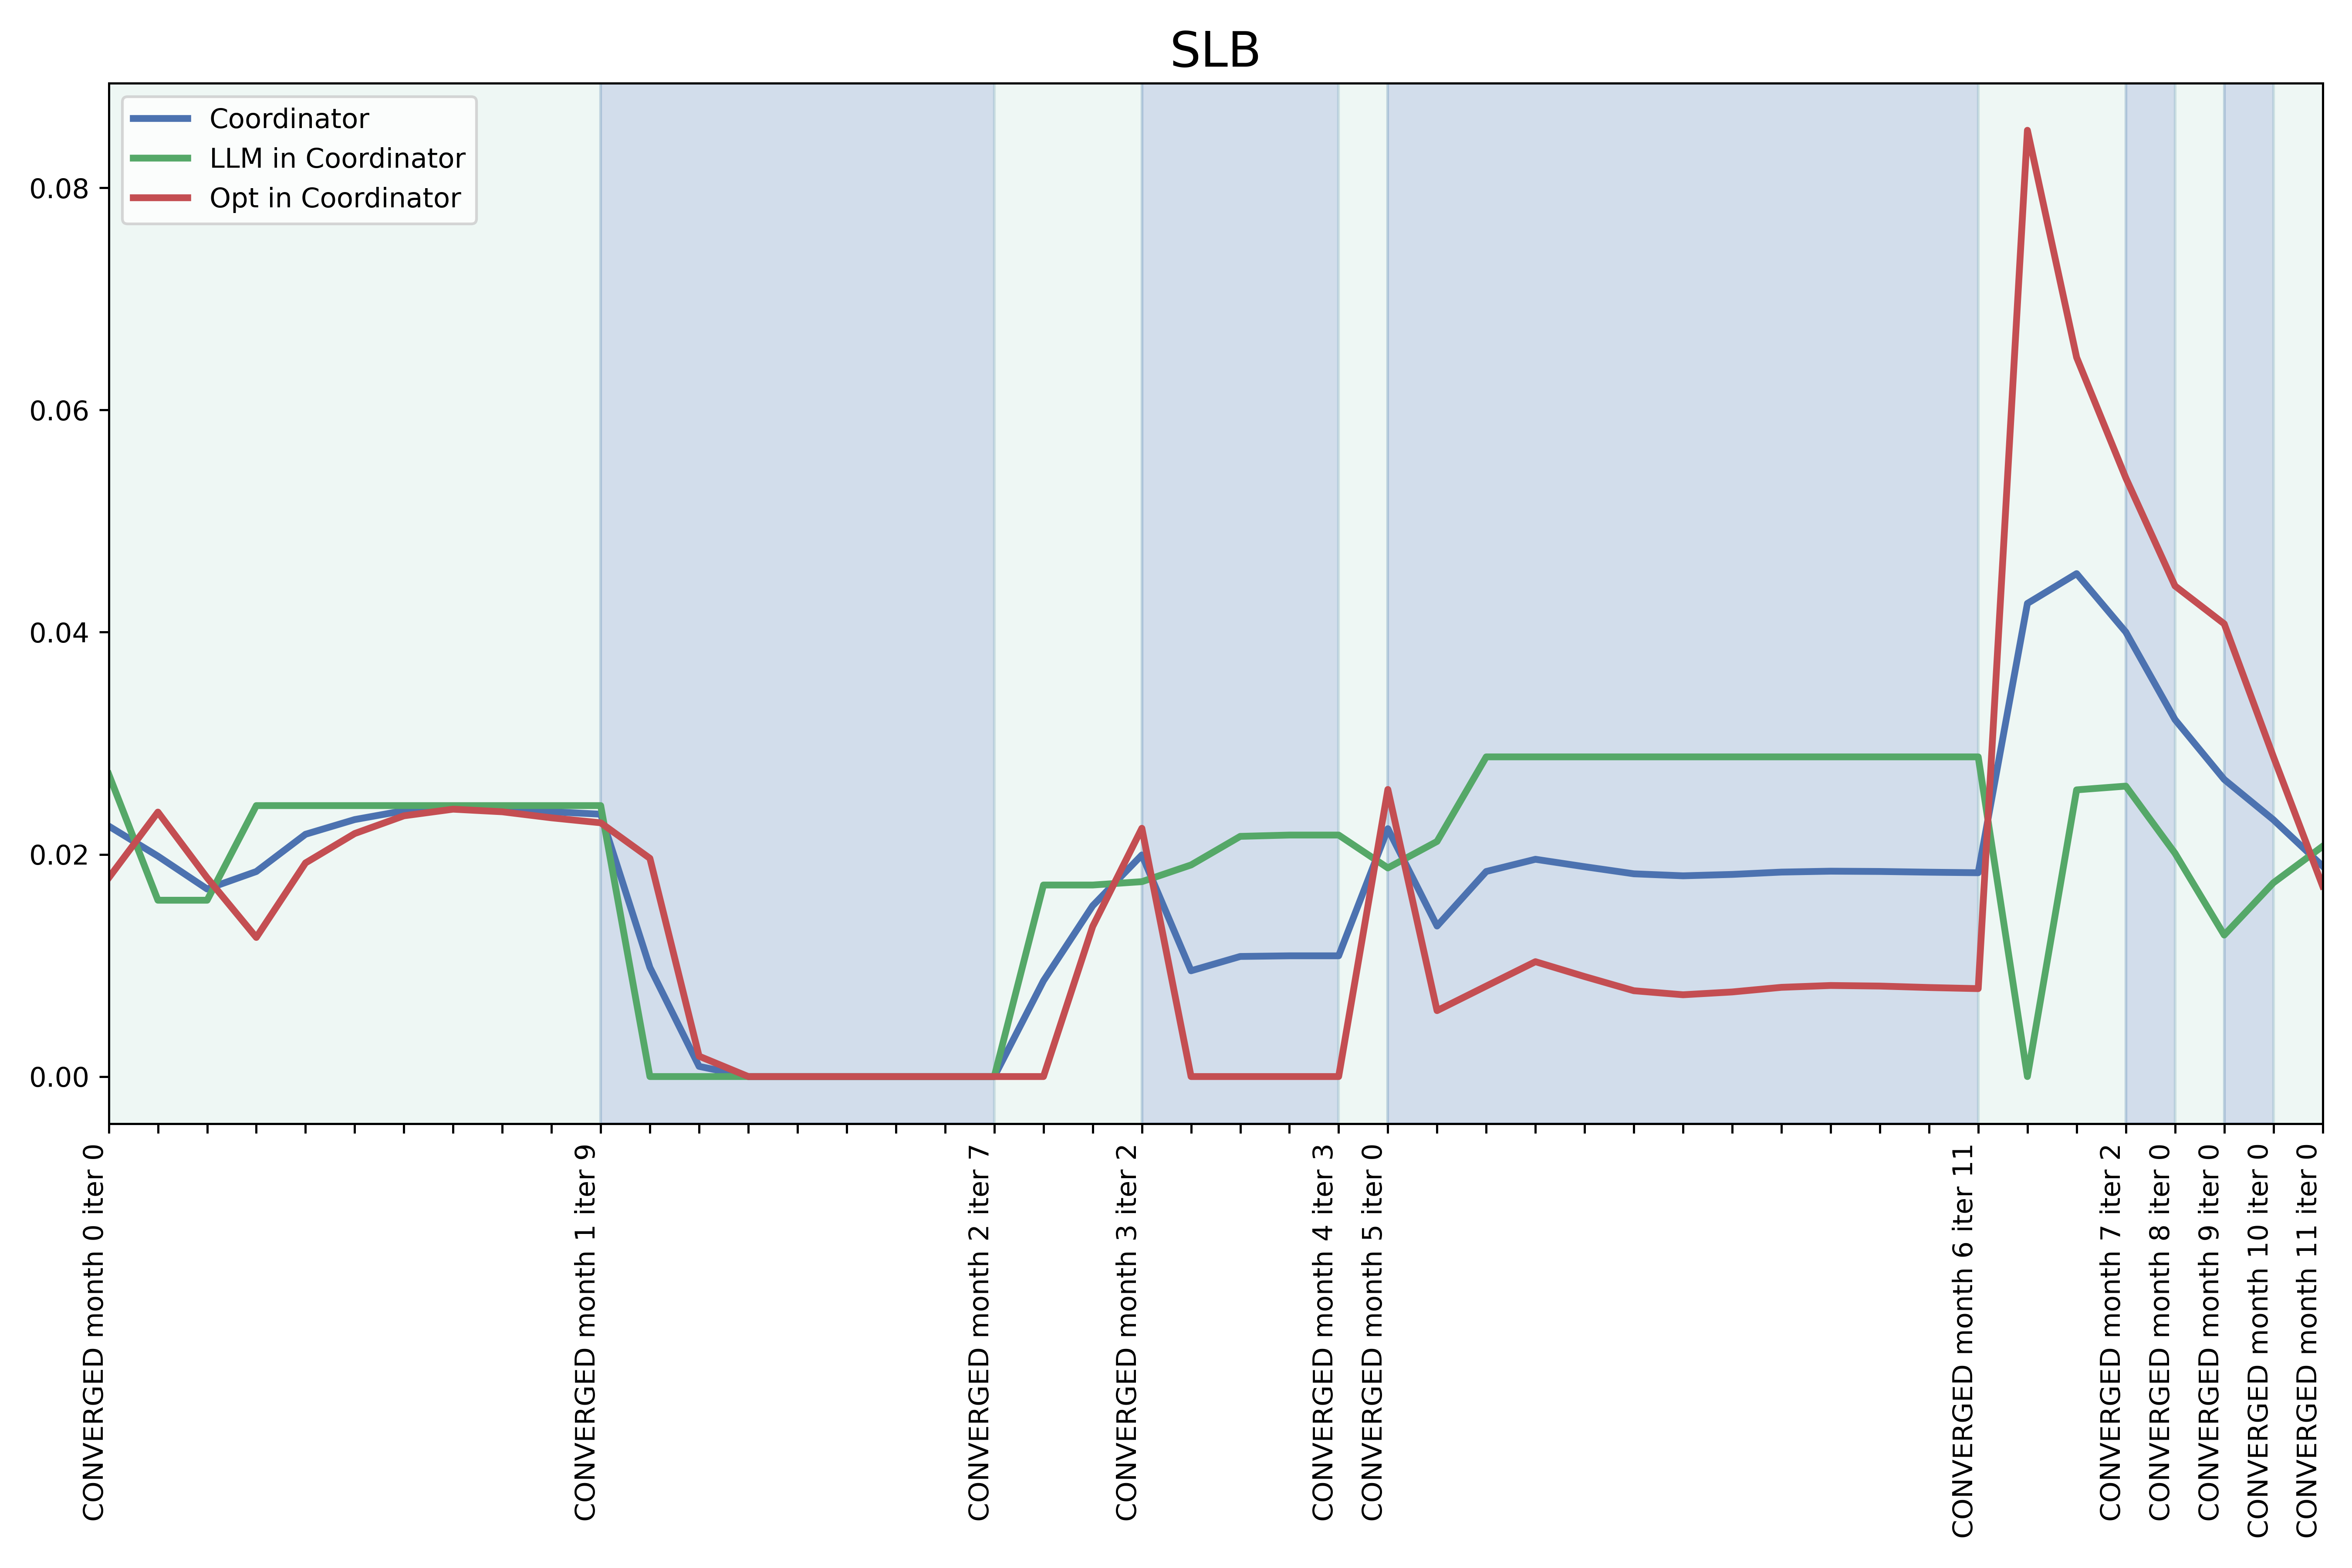 SLB
Coordinator
LLM in Coordinator
Opt in Coordinator
0.08
0.06
0.04
0.02
0.00
CONVERGED month 0 iter 0
CONVERGED month 1 iter 9
CONVERGED month 2 iter 7
CONVERGED month 3 iter 2
CONVERGED month 4 iter 3
CONVERGED month 5 iter 0
CONVERGED month 6 iter 11
CONVERGED month 7 iter 2
CONVERGED month 8 iter 0
CONVERGED month 9 iter 0
CONVERGED month 10 iter 0
CONVERGED month 11 iter 0